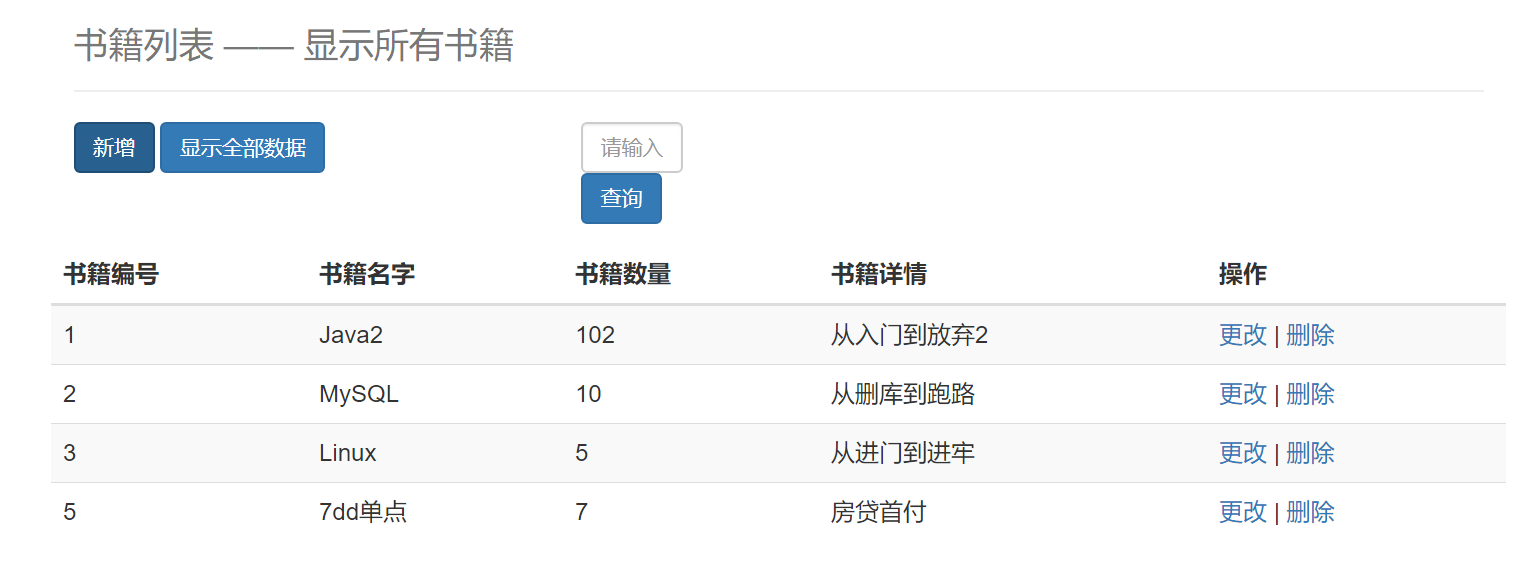 书籍列表 —— 显示所有书籍
新增 显示全部数据 请输入
查询
书籍编号 书籍名字 书籍数量 书籍详情 操作
1 Java2 102 从入门到放弃2 更改 | 删除
2 MySQL 10 从删库到跑路 更改 | 删除
3 Linux 5 从进门到进牢 更改 | 删除
5 7dd单点 7 房贷首付 更改 | 删除